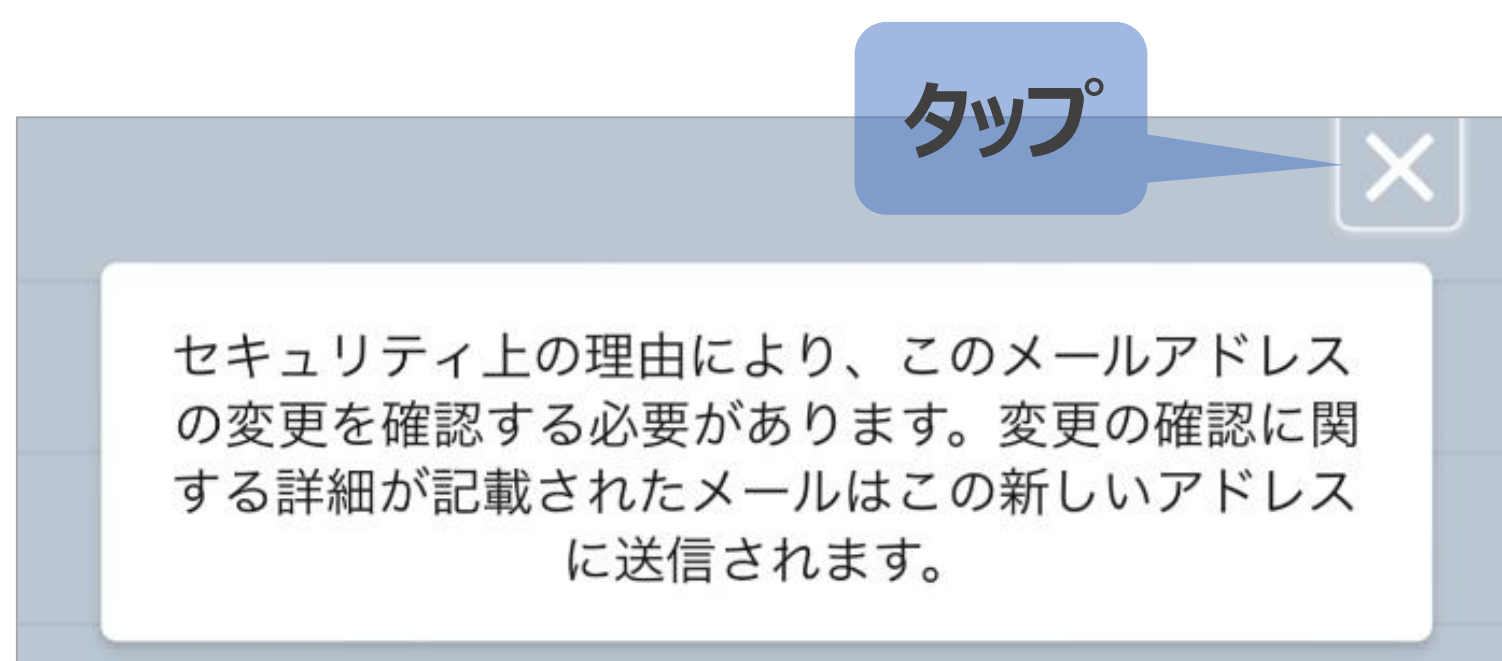 タップ
セキュリティ上の理由により、このメールアドレス
の変更を確認する必要があります。変更の確認に関
する詳細が記載されたメールはこの新しいアドレス
に送信されます。